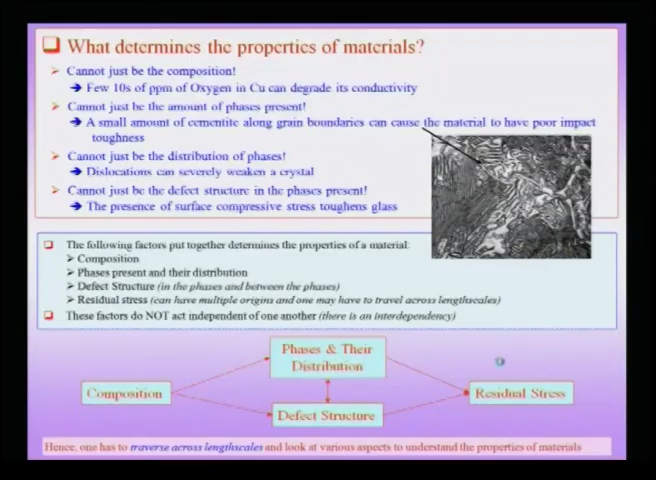 What determines the properties of materials?
Cannot just be the composition!
Few 10s of ppm of Oxygen in Cu can degrade its conductivity
Cannot just be the amount of phases present!
A small amount of cementite along grain boundaries can cause the material to have poor impact
toughness
Cannot just be the distribution of phases!
Dislocations can severely weaken a crystal
Cannot just be the defect structure in the phases present!
The presence of surface compressive stress toughens glass
The following factors put together determines the properties of a material:
Composition
Phases present and their distribution
Defect Structure (in the phases and between the phases)
Residual stress (can have multiple origins and one may have to travel across lengthscales)
These factors do NOT act independent of one another (there is an interdependency)
Phases & Their
Distribution
Composition
Residual Stress
Defect Structure
Hence, one has to traverse across lengthscales and look at various aspects to understand the properties of materials